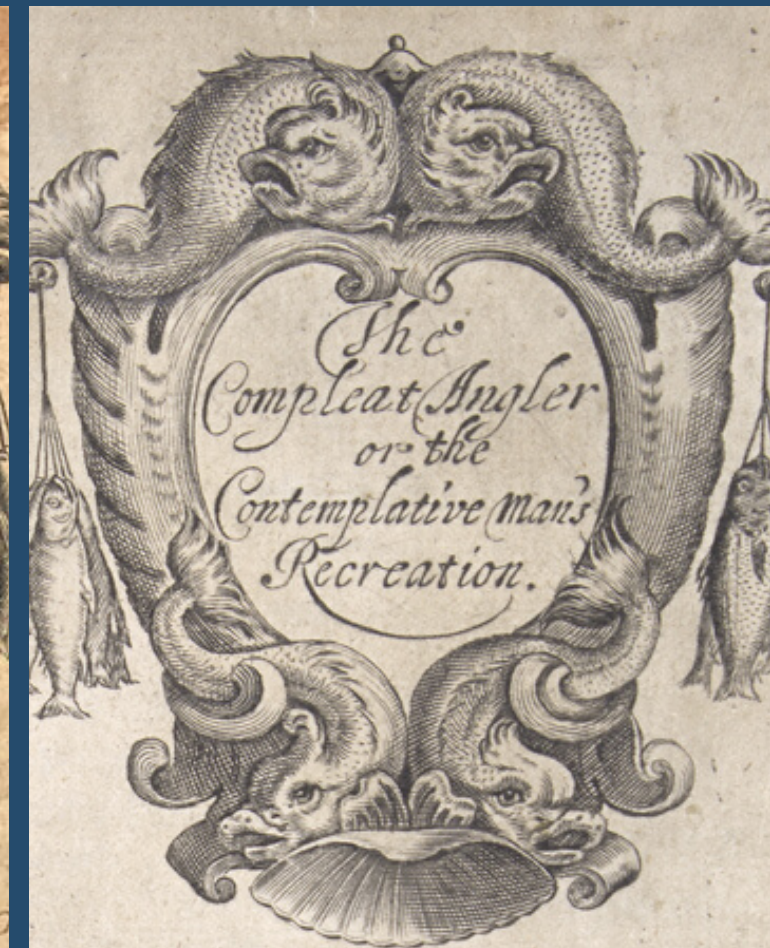 The
Compleat Angler
or the
Contemplative Man's
Recreation.